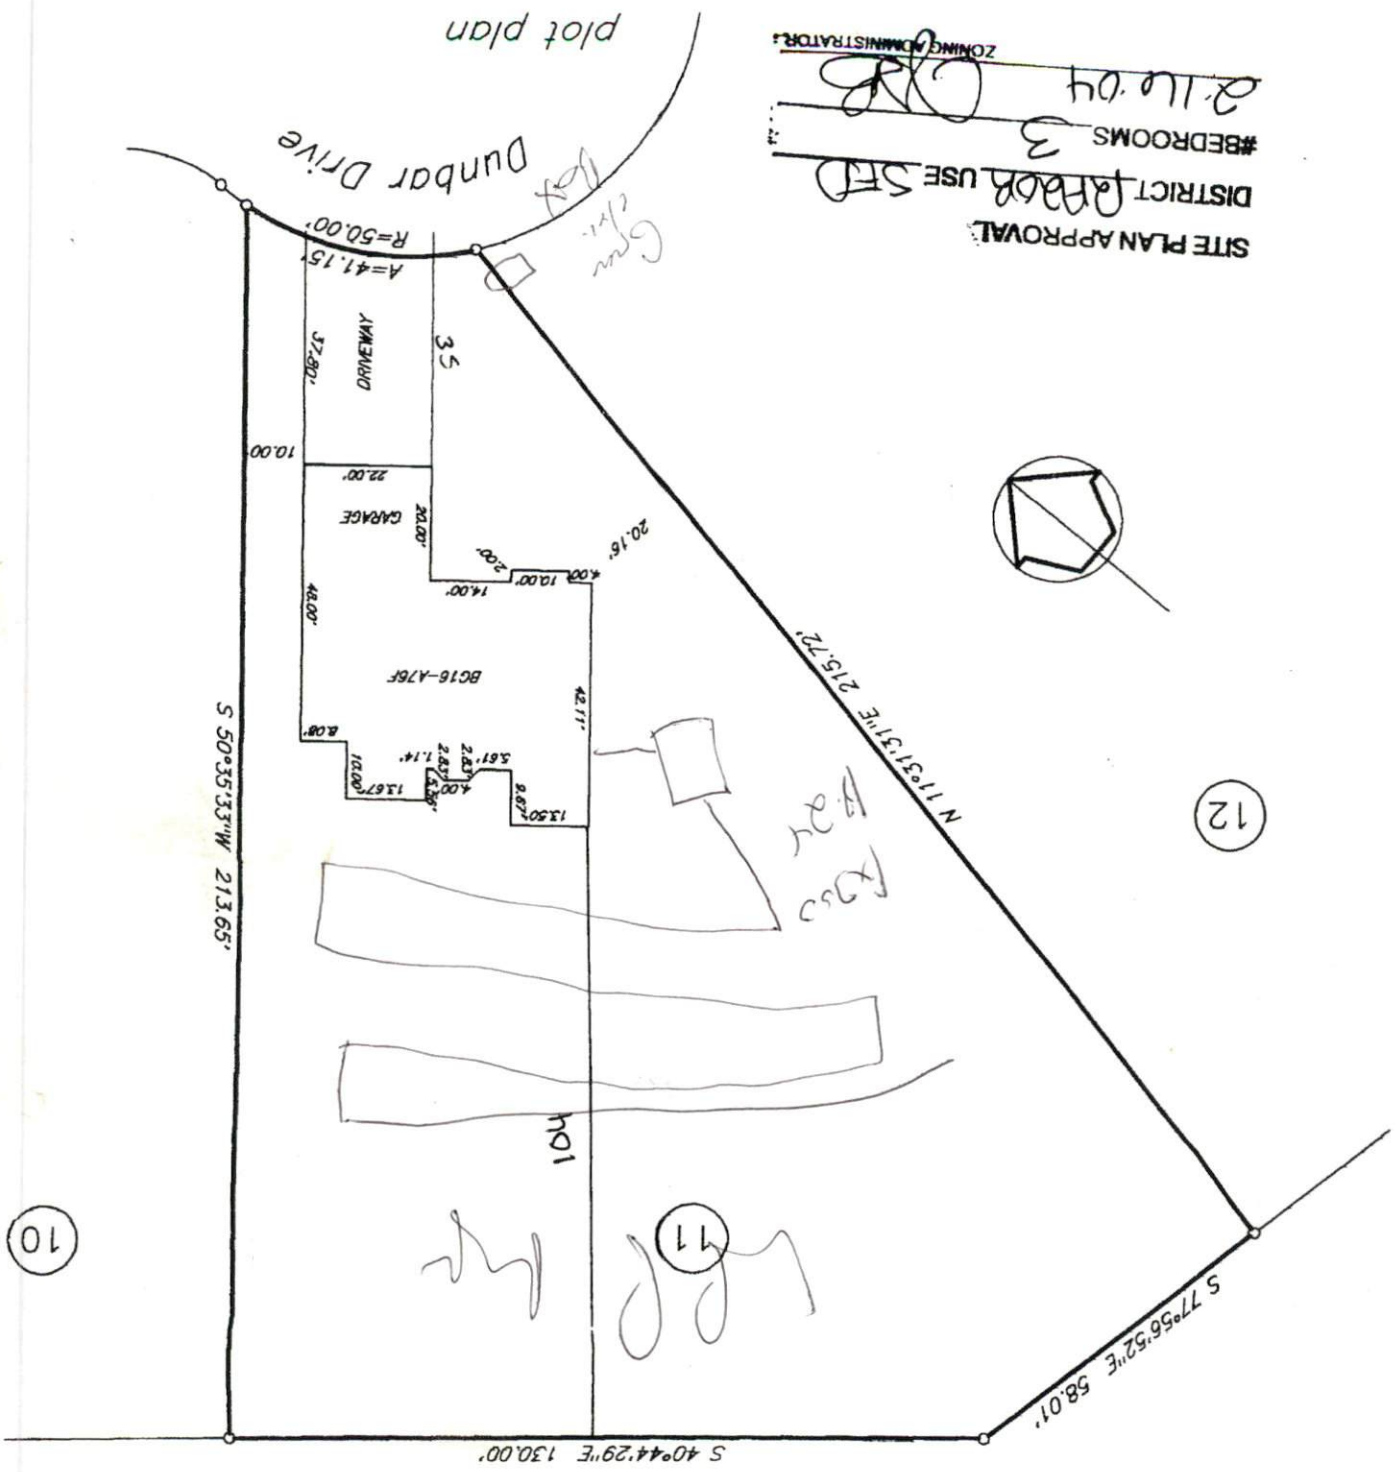 S 40°44'29"E 130.00'
S 77°56'52"E 58.01'
11
10
104
12
N 11°31'31"E 215.72'
S 50°35'33"W 213.65'
13.50'
9.87'
5.61'
2.83'
4.00'
2.83'
1.14'
13.67'
10.00'
8.08'
42.11'
BG16-A76F
48.00'
4.00'
10.00'
2.00'
14.00'
20.16'
20.00'
GARAGE
22.00'
10.00
DRIVEWAY
37.80'
35
A=41.15'
R=50.00'
Dunbar Drive
plot plan
SITE PLAN APPROVAL
DISTRICT USE SFD
#BEDROOMS 3
2-16-04
ZONING ADMINISTRATOR